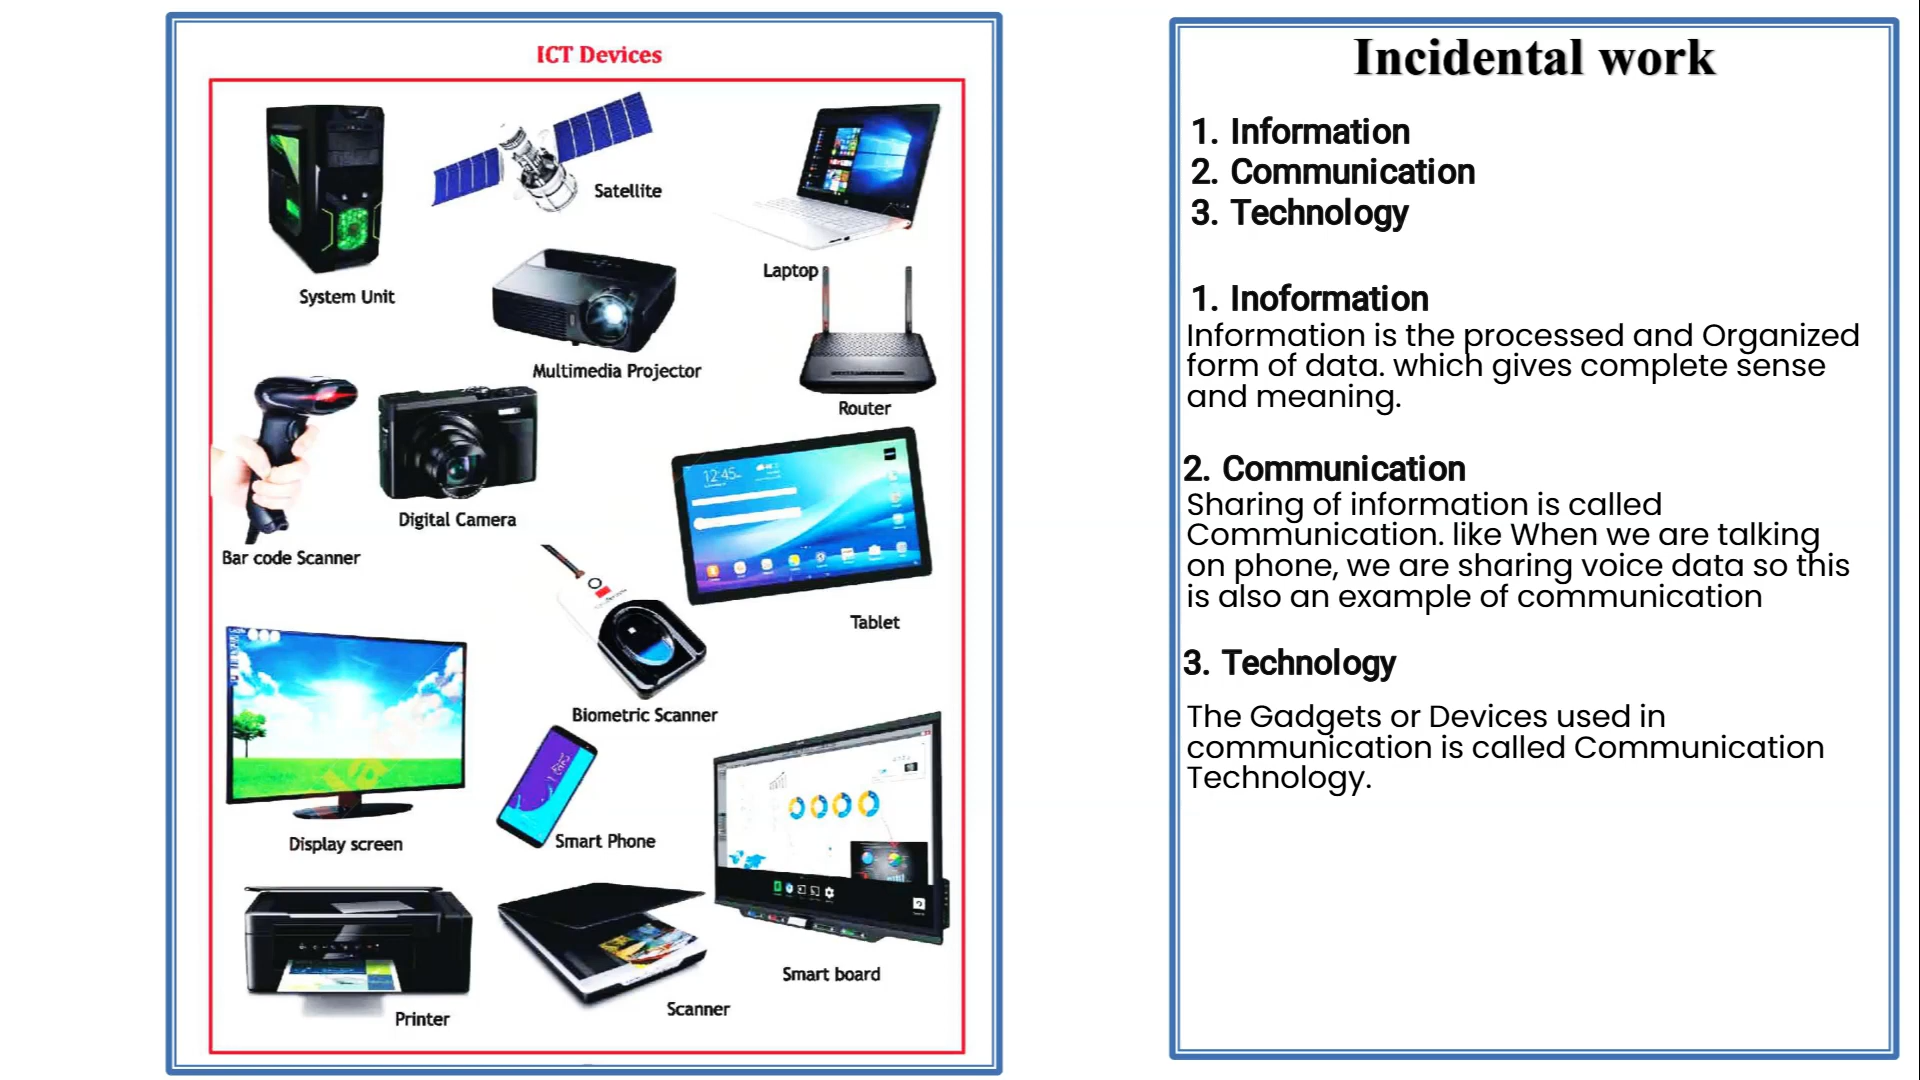 ICT Devices
Satellite
System Unit
Laptop
Multimedia Projector
Router
Digital Camera
Bar code Scanner
12:45
Tablet
Biometric Scanner
Display screen
Smart Phone
Smart board
Scanner
Printer
Incidental work
1. Information
2. Communication
3. Technology
1. Inoformation
Information is the processed and Organized
form of data. which gives complete sense
and meaning.
2. Communication
Sharing of information is called
Communication. like When we are talking
on phone, we are sharing voice data so this
is also an example of communication
3. Technology
The Gadgets or Devices used in
communication is called Communication
Technology.